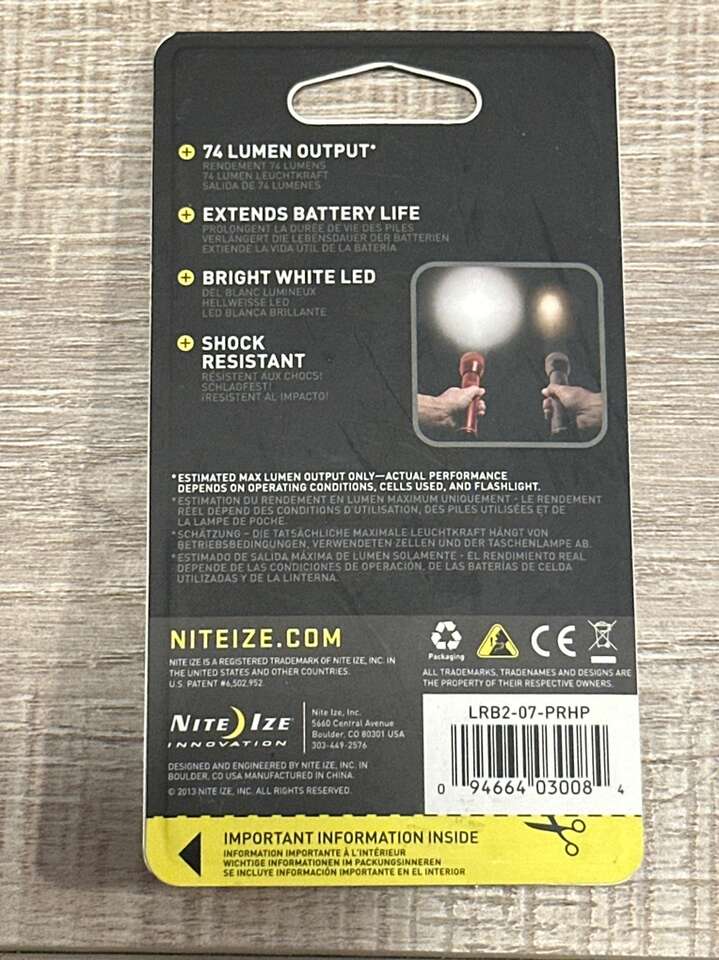 74 LUMEN OUTPUT*
RENDEMENT 74 LUMENS
74 LUMEN LEUCHTKRAFT
SALIDA DE 74 LUMENES
EXTENDS BATTERY LIFE
PROLONGENT LA DURÉE DE VIE DES PILES
VERLÄNGERT DIE LEBENSDAUER DER BATTERIEN
EXTIENDE LA VIDA ÚTIL DE LA BATERÍA
BRIGHT WHITE LED
DEL BLANC LUMINEUX
HELLWEISSE LED
LED BLANCA BRILLANTE
SHOCK
RESISTANT
RÉSISTENT AUX CHOCS!
SCHLAGFEST!
¡RESISTENT AL IMPACTO!
*ESTIMATED MAX LUMEN OUTPUT ONLY—ACTUAL PERFORMANCE
DEPENDS ON OPERATING CONDITIONS, CELLS USED, AND FLASHLIGHT.
*ESTIMATION DU RENDEMENT EN LUMEN MAXIMUM UNIQUEMENT - LE RENDEMENT
RÉEL DÉPEND DES CONDITIONS D'UTILISATION, DES PILES UTILISÉES ET DE
LA LAMPE DE POCHE.
*SCHÄTZUNG – DIE TATSÄCHLICHE MAXIMALE LEUCHTKRAFT HÄNGT VON
BETRIEBSBEDINGUNGEN, VERWENDETEN ZELLEN UND DER TASCHENLAMPE AB.
*ESTIMADO DE SALIDA MÁXIMA DE LUMEN SOLAMENTE - EL RENDIMIENTO REAL
DEPENDE DE LAS CONDICIONES DE OPERACIÓN, DE LAS BATERÍAS DE CELDA
UTILIZADAS Y DE LA LINTERNA.
NITEIZE.COM
NITE IZE IS A REGISTERED TRADEMARK OF NITE IZE, INC. IN
THE UNITED STATES AND OTHER COUNTRIES.
U.S. PATENT #6,502,952
Packaging
CE
ALL TRADEMARKS, TRADENAMES AND DESIGNS ARE
THE PROPERTY OF THEIR RESPECTIVE OWNERS.
NITE IZE
INNOVATION
Nite Ize, Inc.
5660 Central Avenue
Boulder, CO 80301 USA
303-449-2576
DESIGNED AND ENGINEERED BY NITE IZE, INC. IN
BOULDER, CO USA MANUFACTURED IN CHINA.
© 2013 NITE IZE, INC. ALL RIGHTS RESERVED.
LRB2-07-PRHP
0 94664 03008 4
IMPORTANT INFORMATION INSIDE
INFORMATION IMPORTANTE À L'INTÉRIEUR
WICHTIGE INFORMATIONEN IM PACKUNGSINNEREN
SE INCLUYE INFORMACIÓN IMPORTANTE EN EL INTERIOR